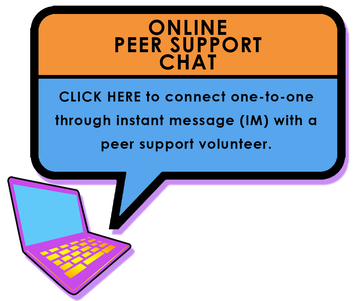 ONLINE
PEER SUPPORT
CHAT
CLICK HERE to connect one-to-one
through instant message (IM) with a
peer support volunteer.